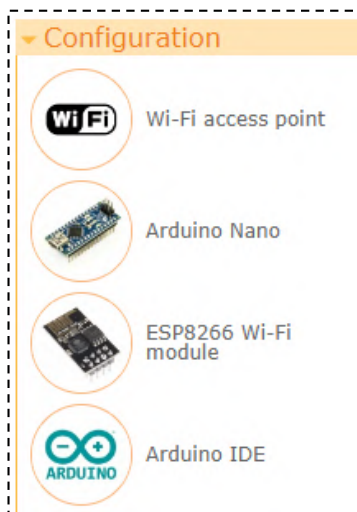 Configuration
Wi Fi
Wi-Fi access point
Arduino Nano
ESP8266 Wi-Fi
module
ARDUINO
Arduino IDE